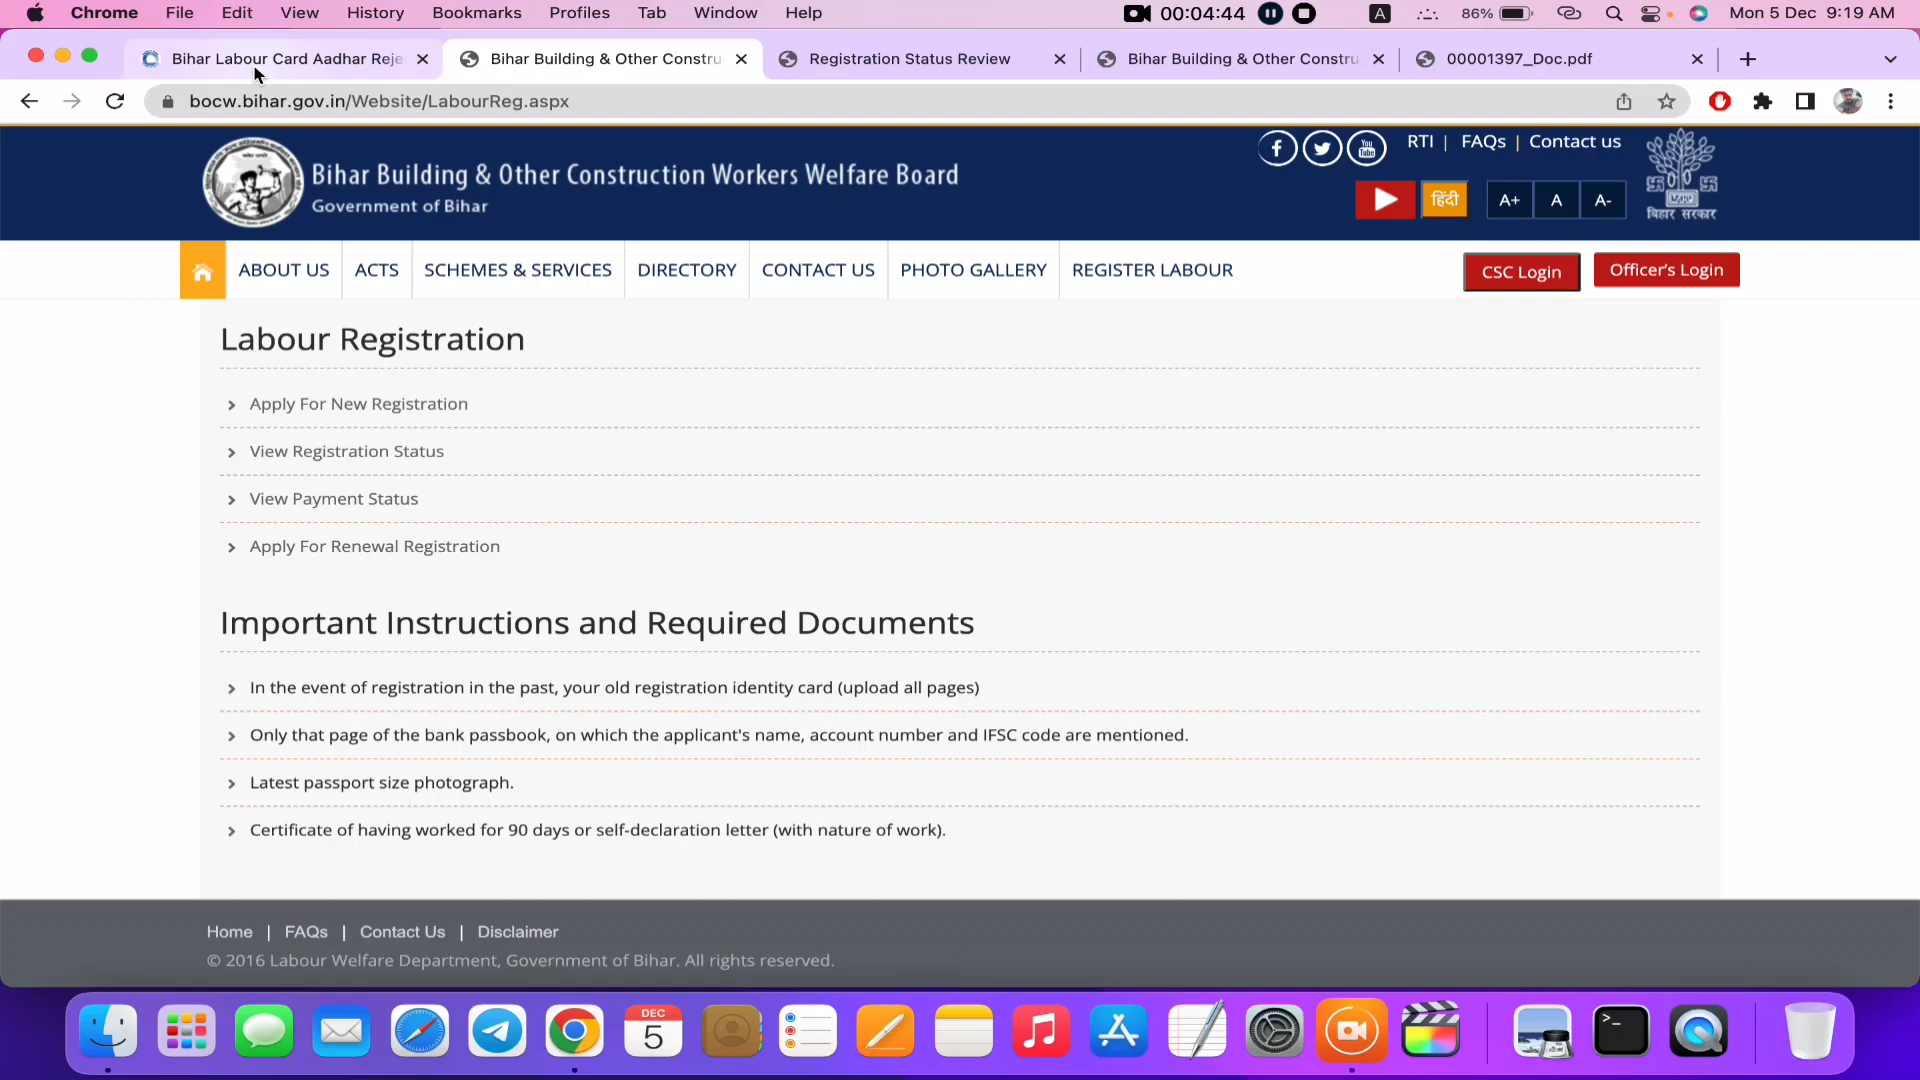 Chrome File Edit View History Bookmarks Profiles Tab Window Help 00:04:44 A 86% Mon 5 Dec 9:19 AM
Bihar Labour Card Aadhar Reje Bihar Building & Other Constru Registration Status Review Bihar Building & Other Constru 00001397_Doc.pdf
bocw.bihar.gov.in/Website/LabourReg.aspx
Bihar Building & Other Construction Workers Welfare Board
Government of Bihar
RTI | FAQs | Contact us
You Tube
हिंदी A+ A A-
बिहार सरकार
ABOUT US ACTS SCHEMES & SERVICES DIRECTORY CONTACT US PHOTO GALLERY REGISTER LABOUR CSC Login Officer's Login
Labour Registration
Apply For New Registration
View Registration Status
View Payment Status
Apply For Renewal Registration
Important Instructions and Required Documents
In the event of registration in the past, your old registration identity card (upload all pages)
Only that page of the bank passbook, on which the applicant's name, account number and IFSC code are mentioned.
Latest passport size photograph.
Certificate of having worked for 90 days or self-declaration letter (with nature of work).
Home | FAQs | Contact Us | Disclaimer
© 2016 Labour Welfare Department, Government of Bihar. All rights reserved.
DEC
5